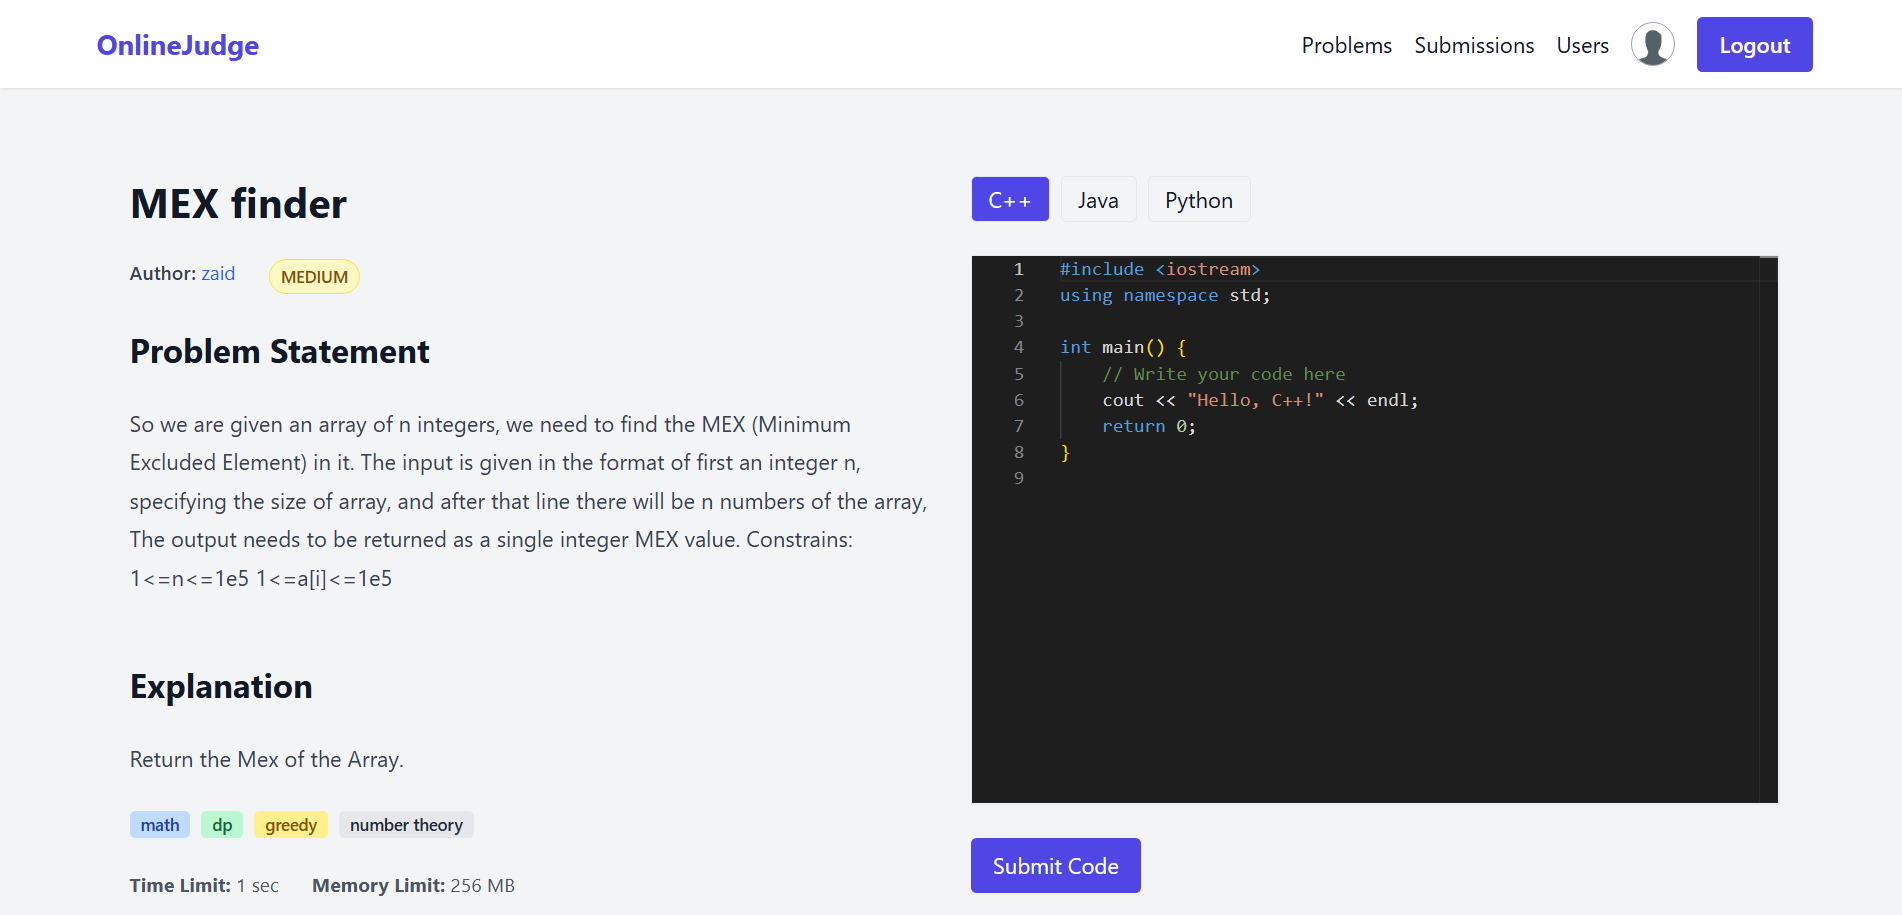 OnlineJudge
Problems Submissions Users Logout
MEX finder
Author: zaid MEDIUM
Problem Statement
So we are given an array of n integers, we need to find the MEX (Minimum
Excluded Element) in it. The input is given in the format of first an integer n,
specifying the size of array, and after that line there will be n numbers of the array,
The output needs to be returned as a single integer MEX value. Constrains:
1<=n<=1e5 1<=a[i]<=1e5
Explanation
Return the Mex of the Array.
math dp greedy number theory
Time Limit: 1 sec Memory Limit: 256 MB
C++ Java Python
1 #include <iostream>
2 using namespace std;
3
4 int main() {
5 // Write your code here
6 cout << "Hello, C++!" << endl;
7 return 0;
8 }
9
Submit Code